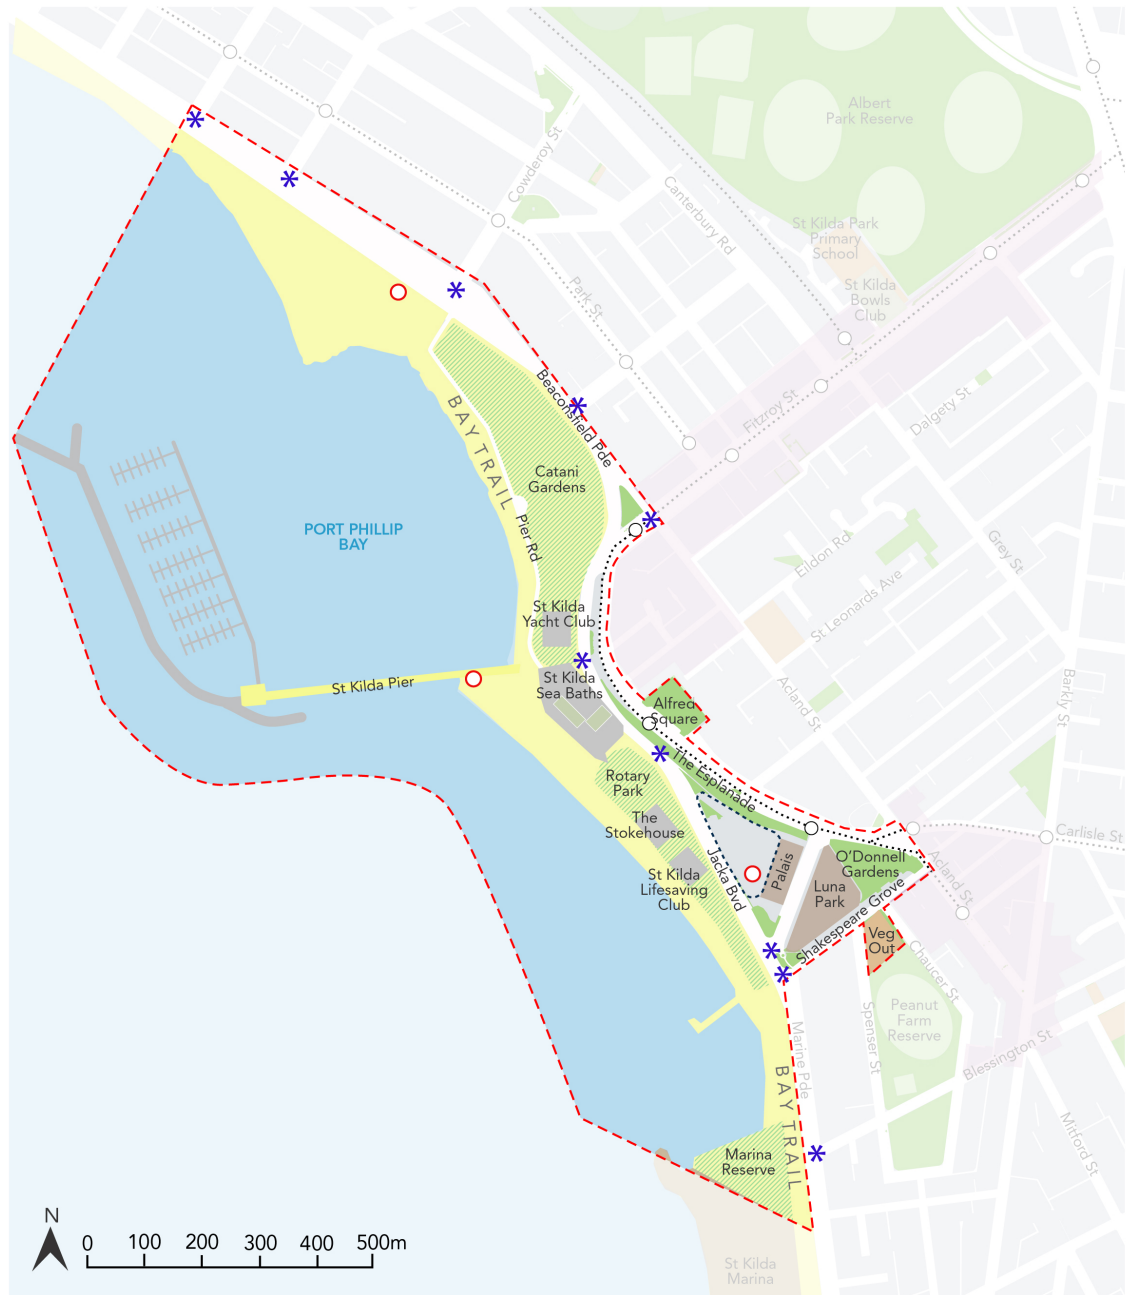 Albert
Park Reserve
Cowderoy St
Canterbury Rd
St Kilda Park
Primary
School
St Kilda
Bowls
Club
Park St
Beaconsfield Pde
Fitzroy St
Dalgety St
BAY TRAIL
Catani
Gardens
PORT PHILLIP
BAY
Pier Rd
Eildon Rd
Grey St
St Leonards Ave
St Kilda
Yacht Club
St Kilda
Sea Baths
St Kilda Pier
Alfred
Square
Acland St
Barkly St
The Esplanade
Rotary
Park
The
Stokehouse
Carlisle St
St Kilda
Lifesaving
Club
Jacka Bvd
Palais
Luna
Park
O'Donnell
Gardens
Acland St
Shakespeare Grove
Veg
Out
Chaucer St
Peanut
Farm
Reserve
Spenser St
Marine Pde
Blessington St
BAY TRAIL
Mitford St
Marina
Reserve
St Kilda
Marina
N
0 100 200 300 400 500m